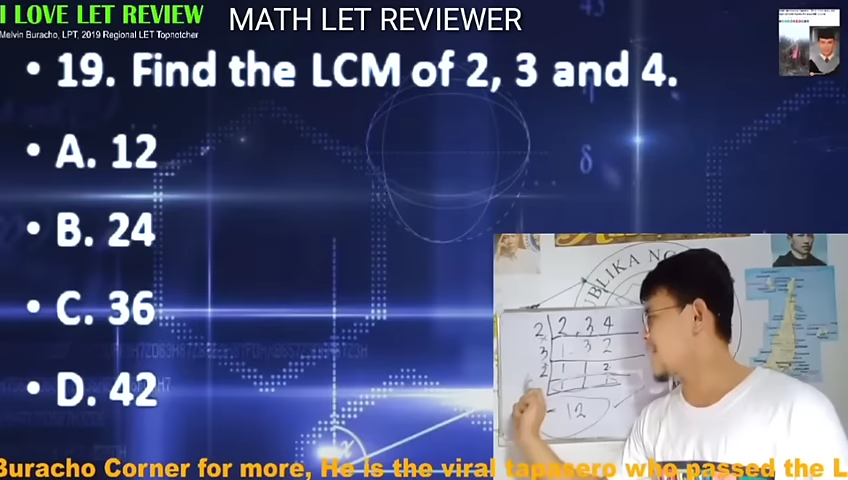 I LOVE LET REVIEW
Melvin Buracho, LPT, 2019 Regional LET Topnotcher
MATH LET REVIEWER
• 19. Find the LCM of 2, 3 and 4.
• A. 12
• B. 24
• C. 36
• D. 42
UBLIKA NG
2 2, 3 4
3 1 3 2
2 1 1 2
1 1 1
12
Buracho Corner for more, He is the viral tapasero who passed the L